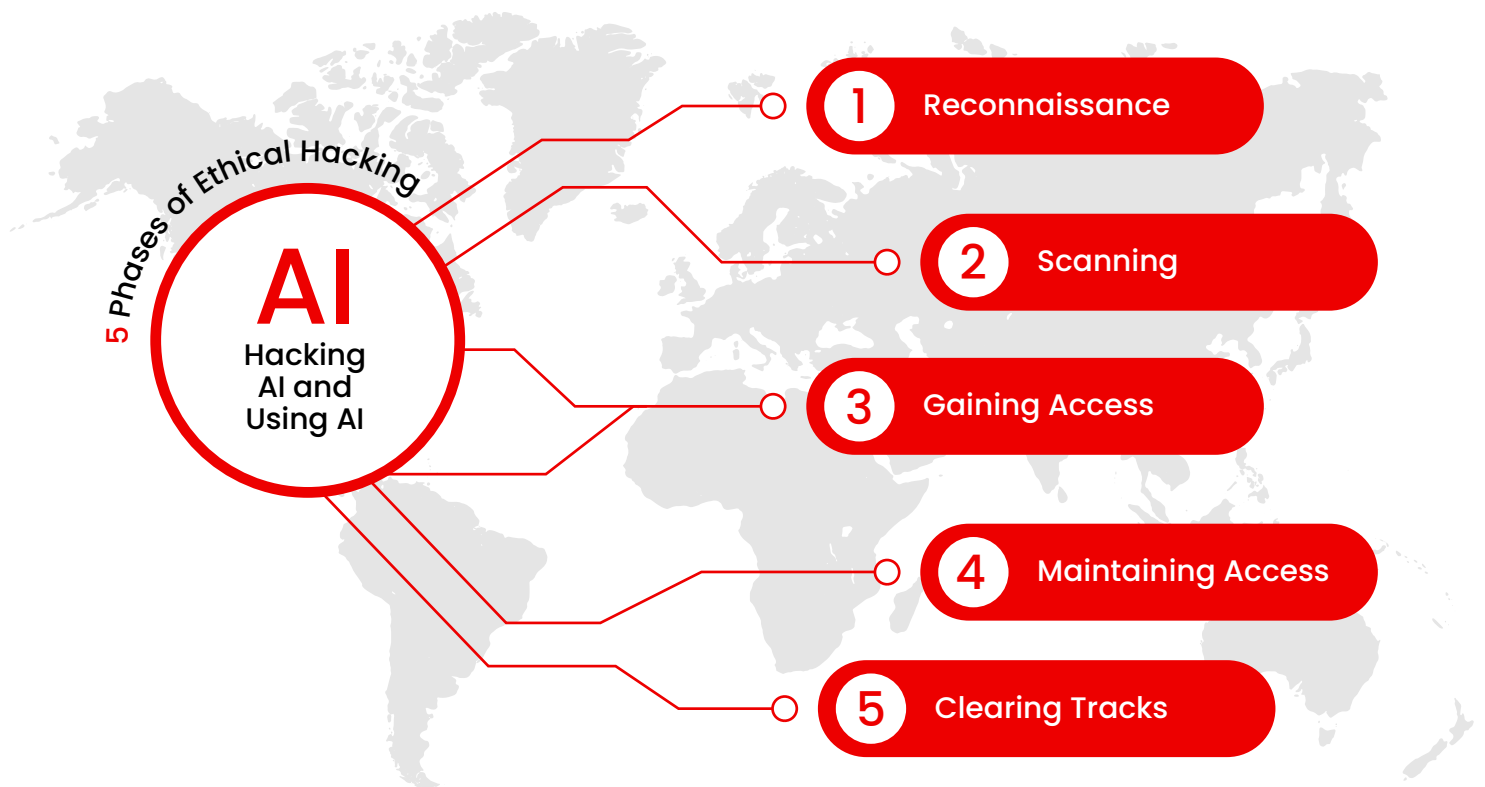 5 Phases of Ethical Hacking
AI
Hacking
AI and
Using AI
1 Reconnaissance
2 Scanning
3 Gaining Access
4 Maintaining Access
5 Clearing Tracks